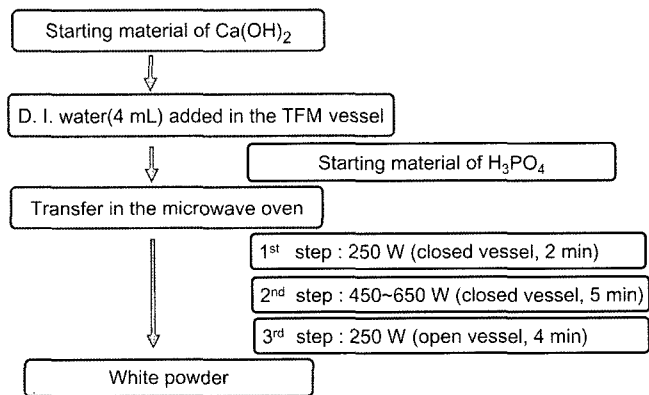 Starting material of Ca(OH)2
D. I. water(4 mL) added in the TFM vessel
Starting material of H3PO4
Transfer in the microwave oven
1st step : 250 W (closed vessel, 2 min)
2nd step : 450~650 W (closed vessel, 5 min)
3rd step : 250 W (open vessel, 4 min)
White powder